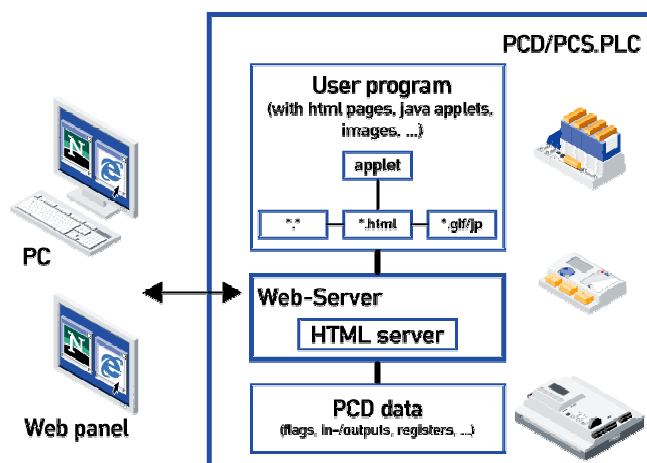 PCD/PCS.PLC
User program
(with html pages, java applets,
images, ...)
applet
*.*
*.html
*.gif/jp
PC
Web-Server
HTML server
Web panel
PCD data
(flags, in-/outputs, registers, ...)